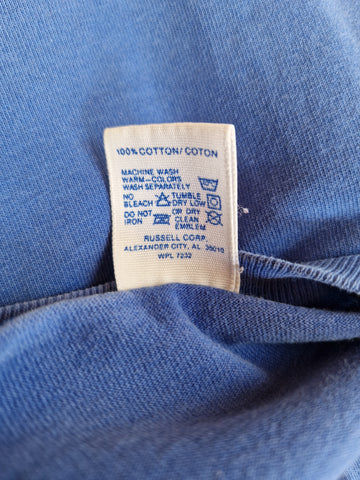 100% COTTON/COTON
MACHINE WASH
WARM-COLORS
WASH SEPARATELY
NO BLEACH TUMBLE DRY LOW
DO NOT IRON OR DRY CLEAN EMBLEM
RUSSELL CORP.
ALEXANDER CITY, AL 35010
WPL 7232